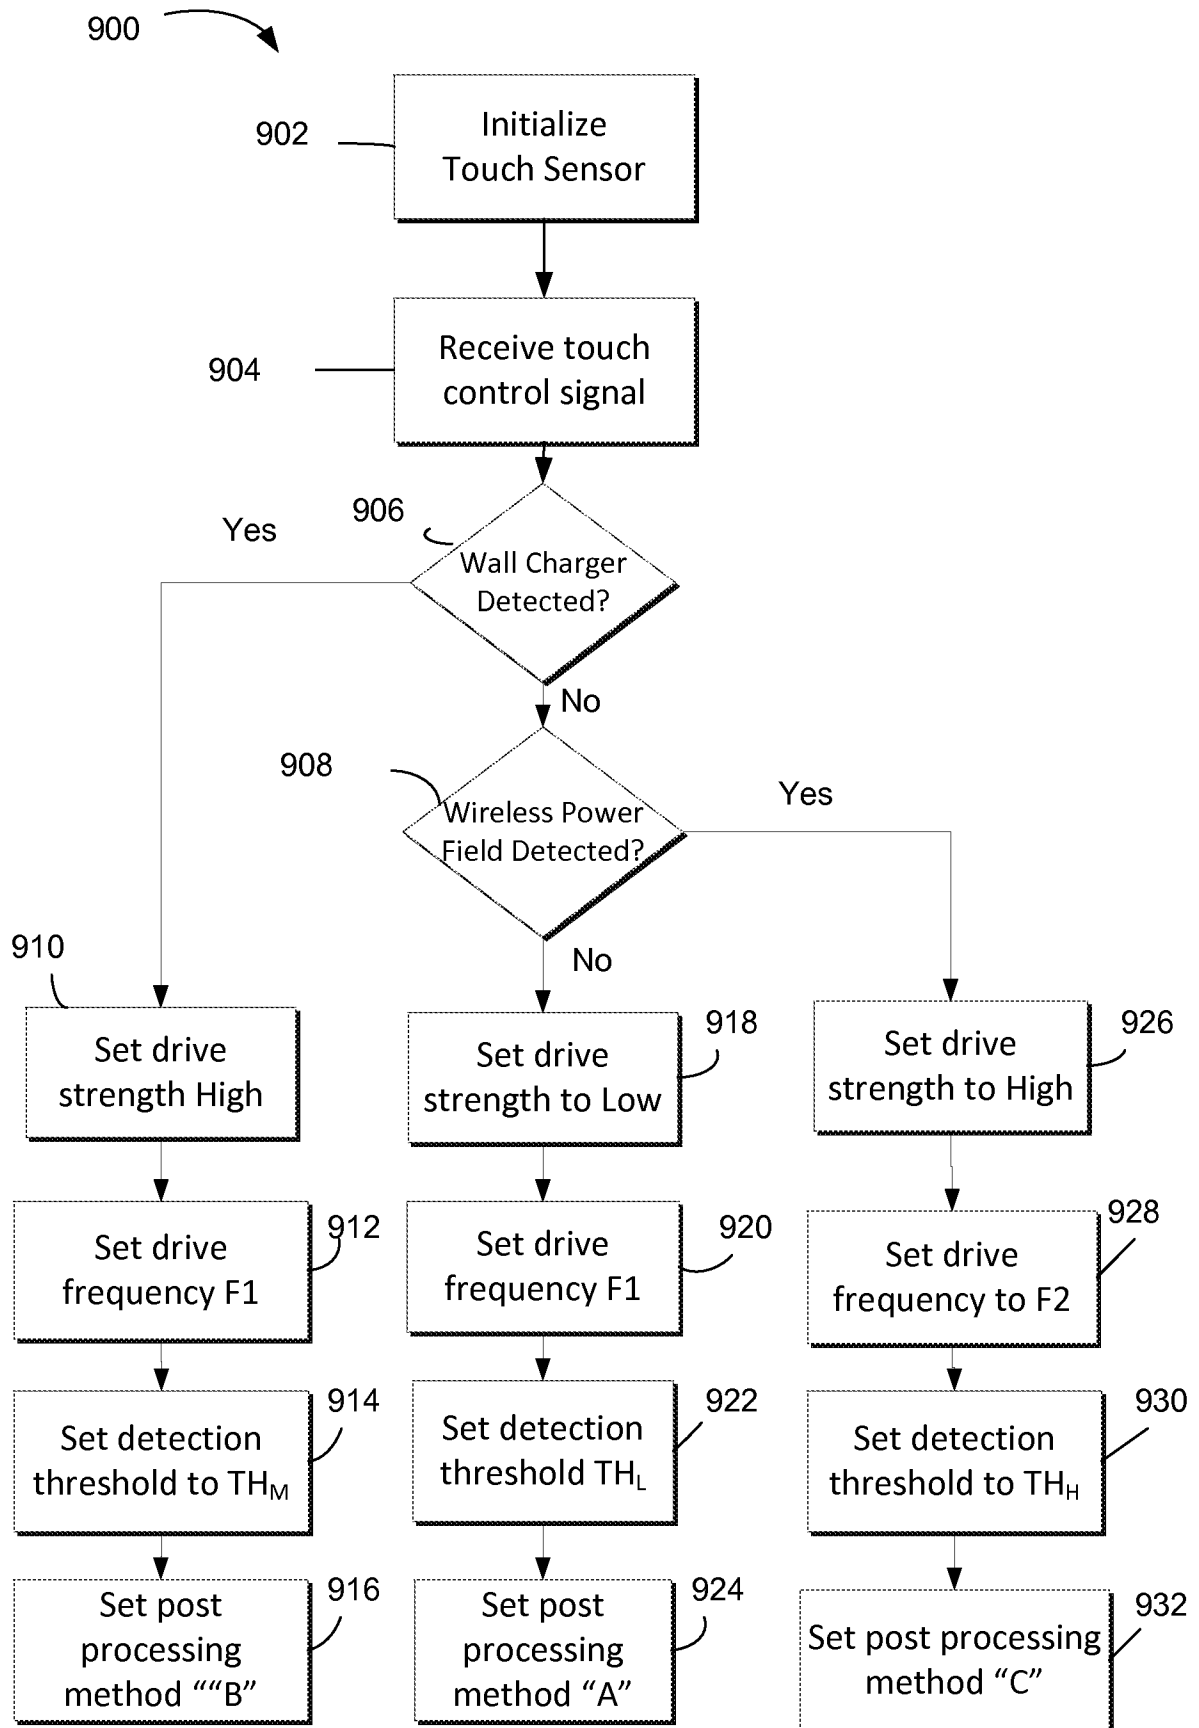 900
902
Initialize
Touch Sensor
904
Receive touch
control signal
906
Yes
Wall Charger
Detected?
No
908
Yes
Wireless Power
Field Detected?
No
910
Set drive
strength High
912
Set drive
frequency F1
914
Set detection
threshold to THM
916
Set post
processing
method ““B”
918
Set drive
strength to Low
920
Set drive
frequency F1
922
Set detection
threshold THL
924
Set post
processing
method “A”
926
Set drive
strength to High
928
Set drive
frequency to F2
930
Set detection
threshold to THH
932
Set post processing
method “C”